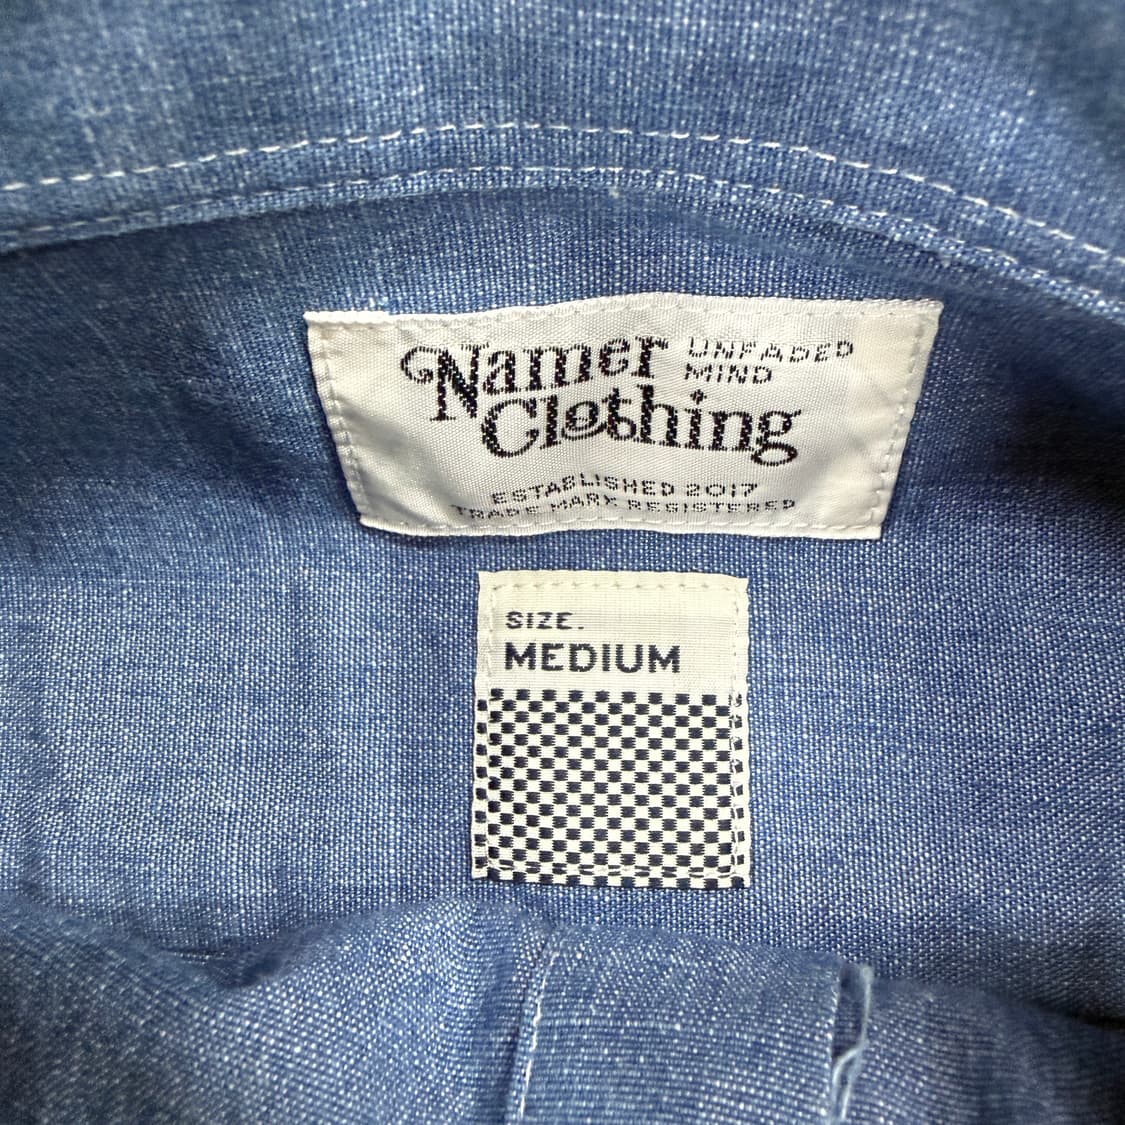 Namer UNFADED
MIND
Clothing
ESTABLISHED 2017
TRADE MARK REGISTERED
SIZE.
MEDIUM